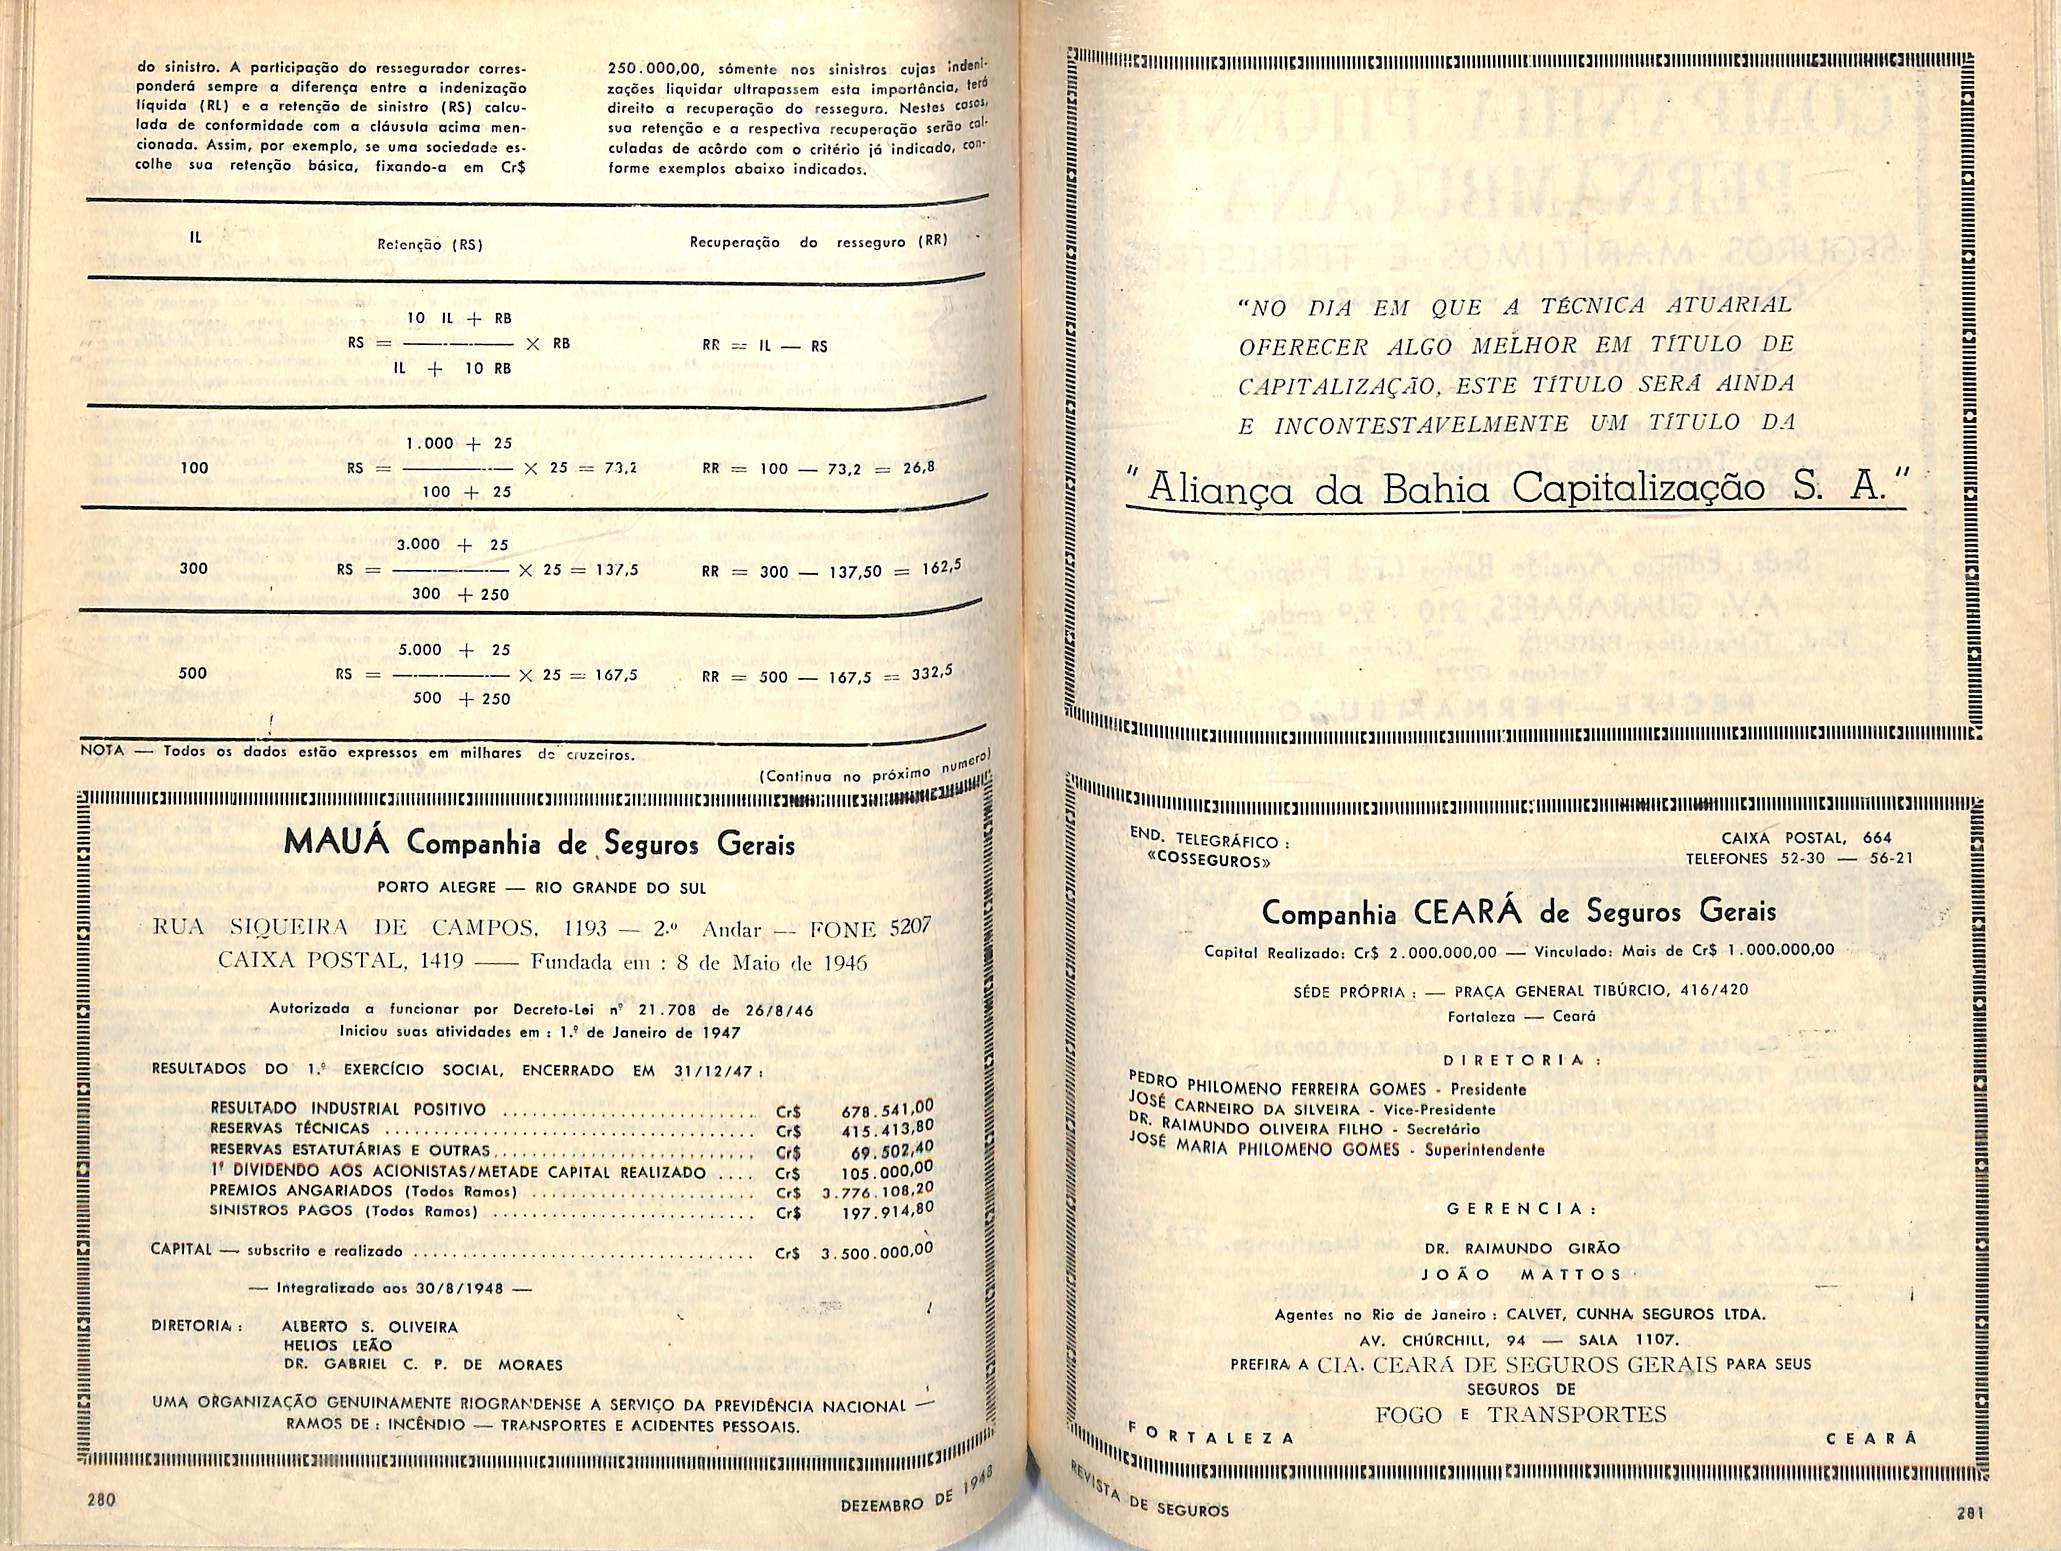 do sinistro. A participação do ressegurador corres-
ponderá sempre a diferença entre a indenização
líquida (RL) e a retenção de sinistro (RS) calcu-
lada de conformidade com a cláusula acima men-
cionada. Assim, por exemplo, se uma sociedade es-
colhe sua retenção básica, fixando-a em Cr$
250.000,00, sómente nos sinistros cujas indeni-
zações liquidar ultrapassem esta importância, terá
direito a recuperação do resseguro. Nestes casos,
sua retenção e a respectiva recuperação serão cal-
culadas de acôrdo com o critério já indicado, con-
forme exemplos abaixo indicados.
IL Retenção (RS) Recuperação do resseguro (RR)
10 IL + RB
RS = ———— X RB RR = IL — RS
IL + 10 RB
1.000 + 25
100 RS = ———— X 25 = 73,2 RR = 100 — 73,2 = 26,8
100 + 25
3.000 + 25
300 RS = ———— X 25 = 137,5 RR = 300 — 137,50 = 162,5
300 + 250
5.000 + 25
500 RS = ———— X 25 = 167,5 RR = 500 — 167,5 = 332,5
500 + 250
NOTA — Todos os dados estão expressos em milhares de cruzeiros.
(Continua no próximo numero)
MAUÁ Companhia de Seguros Gerais
PORTO ALEGRE — RIO GRANDE DO SUL
RUA SIQUEIRA DE CAMPOS, 1193 — 2.º Andar — FONE 5207
CAIXA POSTAL, 1419 —— Fundada em : 8 de Maio de 1946
Autorizada a funcionar por Decreto-Lei nº 21.708 de 26/8/46
Iniciou suas atividades em : 1.º de Janeiro de 1947
RESULTADOS DO 1.º EXERCÍCIO SOCIAL, ENCERRADO EM 31/12/47 :
RESULTADO INDUSTRIAL POSITIVO .......................... Cr$ 678.541,00
RESERVAS TÉCNICAS ...................................... Cr$ 415.413,80
RESERVAS ESTATUTÁRIAS E OUTRAS.......................... Cr$ 69.502,40
1º DIVIDENDO AOS ACIONISTAS/METADE CAPITAL REALIZADO .... Cr$ 105.000,00
PREMIOS ANGARIADOS (Todos Ramos) ....................... Cr$ 3.776.108,20
SINISTROS PAGOS (Todos Ramos) ........................... Cr$ 197.914,80
CAPITAL — subscrito e realizado ................................... Cr$ 3.500.000,00
— Integralizado aos 30/8/1948 —
DIRETORIA : ALBERTO S. OLIVEIRA
HELIOS LEÃO
DR. GABRIEL C. P. DE MORAES
UMA ORGANIZAÇÃO GENUINAMENTE RIOGRANDENSE A SERVIÇO DA PREVIDÊNCIA NACIONAL —
RAMOS DE : INCÊNDIO — TRANSPORTES E ACIDENTES PESSOAIS.
280 DEZEMBRO DE 1948
"NO DIA EM QUE A TÉCNICA ATUARIAL
OFERECER ALGO MELHOR EM TÍTULO DE
CAPITALIZAÇÃO, ESTE TÍTULO SERÁ AINDA
E INCONTESTAVELMENTE UM TÍTULO DA
"Aliança da Bahia Capitalização S. A."
END. TELEGRÁFICO :
«COSSEGUROS»
CAIXA POSTAL, 664
TELEFONES 52-30 — 56-21
Companhia CEARÁ de Seguros Gerais
Capital Realizado: Cr$ 2.000.000,00 — Vinculado: Mais de Cr$ 1.000.000,00
SÉDE PRÓPRIA : — PRAÇA GENERAL TIBÚRCIO, 416/420
Fortaleza — Ceará
DIRETORIA :
PEDRO PHILOMENO FERREIRA GOMES - Presidente
JOSÉ CARNEIRO DA SILVEIRA - Vice-Presidente
DR. RAIMUNDO OLIVEIRA FILHO - Secretário
JOSÉ MARIA PHILOMENO GOMES - Superintendente
GERENCIA :
DR. RAIMUNDO GIRÃO
JOÃO MATTOS
Agentes no Rio de Janeiro : CALVET, CUNHA SEGUROS LTDA.
AV. CHÚRCHILL, 94 — SALA 1107.
PREFIRA A CIA. CEARÁ DE SEGUROS GERAIS PARA SEUS
SEGUROS DE
FOGO E TRANSPORTES
FORTALEZA CEARÁ
REVISTA DE SEGUROS 281